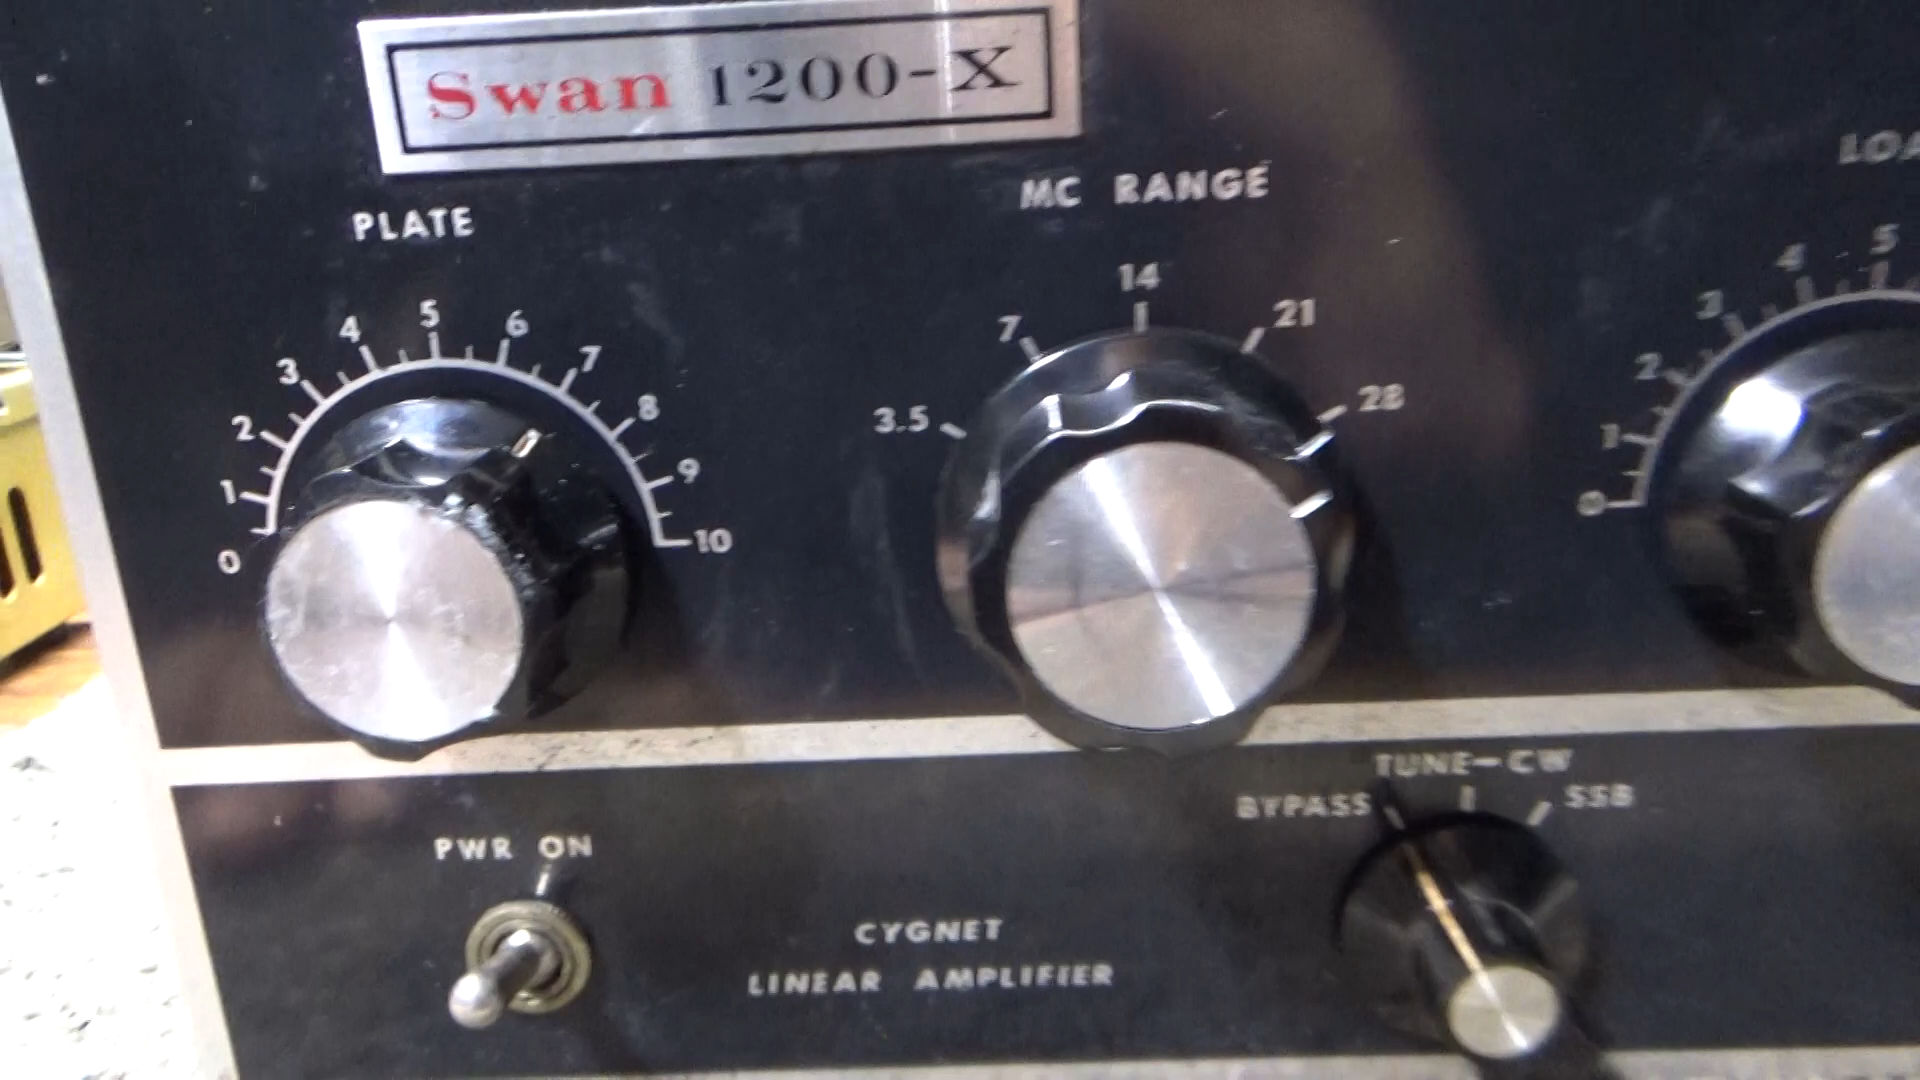 Swan 1200-X
PLATE
0 1 2 3 4 5 6 7 8 9 10
MC RANGE
3.5 7 14 21 28
0 1 2 3 4 5
PWR ON
CYGNET
LINEAR AMPLIFIER
TUNE-CW
BYPASS SSB